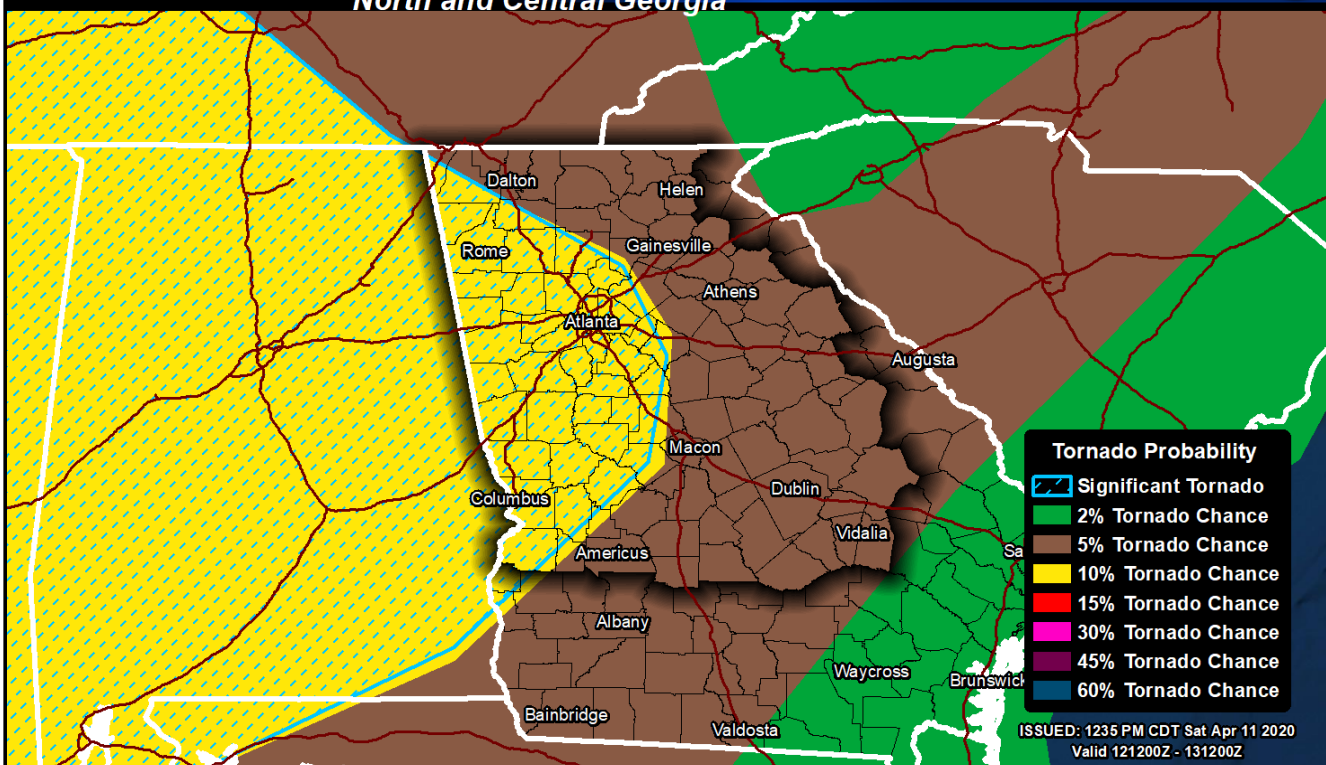 North and Central Georgia
Dalton
Helen
Rome
Gainesville
Athens
Atlanta
Augusta
Macon
Columbus
Dublin
Vidalia
Americus
Sa
Albany
Waycross
Brunswick
Bainbridge
Valdosta
Tornado Probability
Significant Tornado
2% Tornado Chance
5% Tornado Chance
10% Tornado Chance
15% Tornado Chance
30% Tornado Chance
45% Tornado Chance
60% Tornado Chance
ISSUED: 1235 PM CDT Sat Apr 11 2020
Valid 121200Z - 131200Z